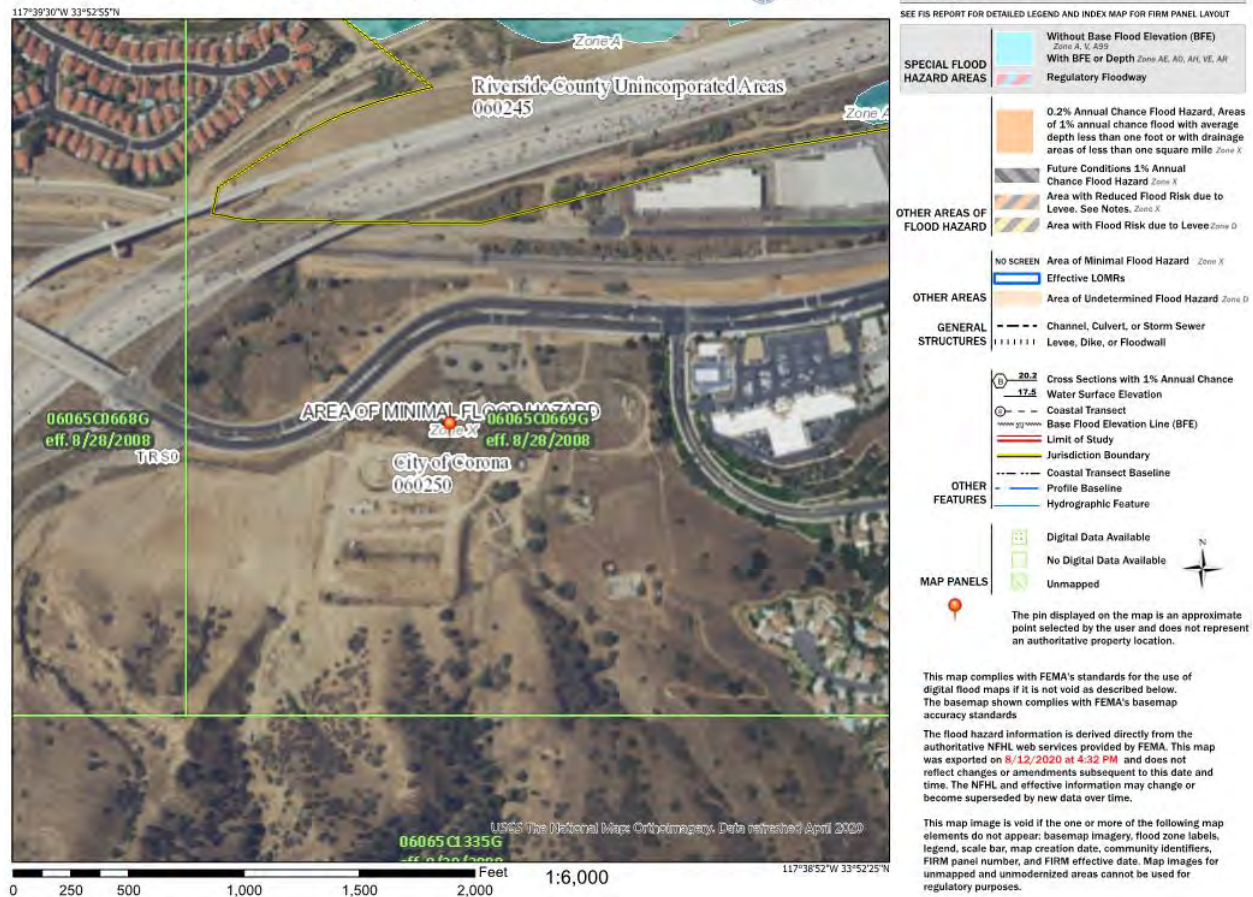 117°39'30"W 33°52'55"N
SEE FIS REPORT FOR DETAILED LEGEND AND INDEX MAP FOR FIRM PANEL LAYOUT
Zone A
Riverside County Unincorporated Areas
060245
Zone A
AREA OF MINIMAL FLOOD HAZARD
Zone X
06065C0668G
eff. 8/28/2008
06065C0669G
eff. 8/28/2008
TRS0
City of Corona
060250
USGS The National Map: Orthoimagery. Data refreshed April 2020
06065C1335G
eff. 8/28/2008
0 250 500 1,000 1,500 2,000 Feet
1:6,000
117°38'52"W 33°52'25"N
SPECIAL FLOOD
HAZARD AREAS
Without Base Flood Elevation (BFE)
Zone A, V, A99
With BFE or Depth Zone AE, AO, AH, VE, AR
Regulatory Floodway
OTHER AREAS OF
FLOOD HAZARD
0.2% Annual Chance Flood Hazard, Areas
of 1% annual chance flood with average
depth less than one foot or with drainage
areas of less than one square mile Zone X
Future Conditions 1% Annual
Chance Flood Hazard Zone X
Area with Reduced Flood Risk due to
Levee. See Notes. Zone X
Area with Flood Risk due to Levee Zone D
OTHER AREAS
NO SCREEN Area of Minimal Flood Hazard Zone X
Effective LOMRs
Area of Undetermined Flood Hazard Zone D
GENERAL
STRUCTURES
Channel, Culvert, or Storm Sewer
Levee, Dike, or Floodwall
OTHER
FEATURES
B 20.2 Cross Sections with 1% Annual Chance
17.5 Water Surface Elevation
8 Coastal Transect
Base Flood Elevation Line (BFE)
Limit of Study
Jurisdiction Boundary
Coastal Transect Baseline
Profile Baseline
Hydrographic Feature
MAP PANELS
Digital Data Available
No Digital Data Available
Unmapped
N
The pin displayed on the map is an approximate
point selected by the user and does not represent
an authoritative property location.
This map complies with FEMA's standards for the use of
digital flood maps if it is not void as described below.
The basemap shown complies with FEMA's basemap
accuracy standards
The flood hazard information is derived directly from the
authoritative NFHL web services provided by FEMA. This map
was exported on 8/12/2020 at 4:32 PM and does not
reflect changes or amendments subsequent to this date and
time. The NFHL and effective information may change or
become superseded by new data over time.
This map image is void if the one or more of the following map
elements do not appear: basemap imagery, flood zone labels,
legend, scale bar, map creation date, community identifiers,
FIRM panel number, and FIRM effective date. Map images for
unmapped and unmodernized areas cannot be used for
regulatory purposes.